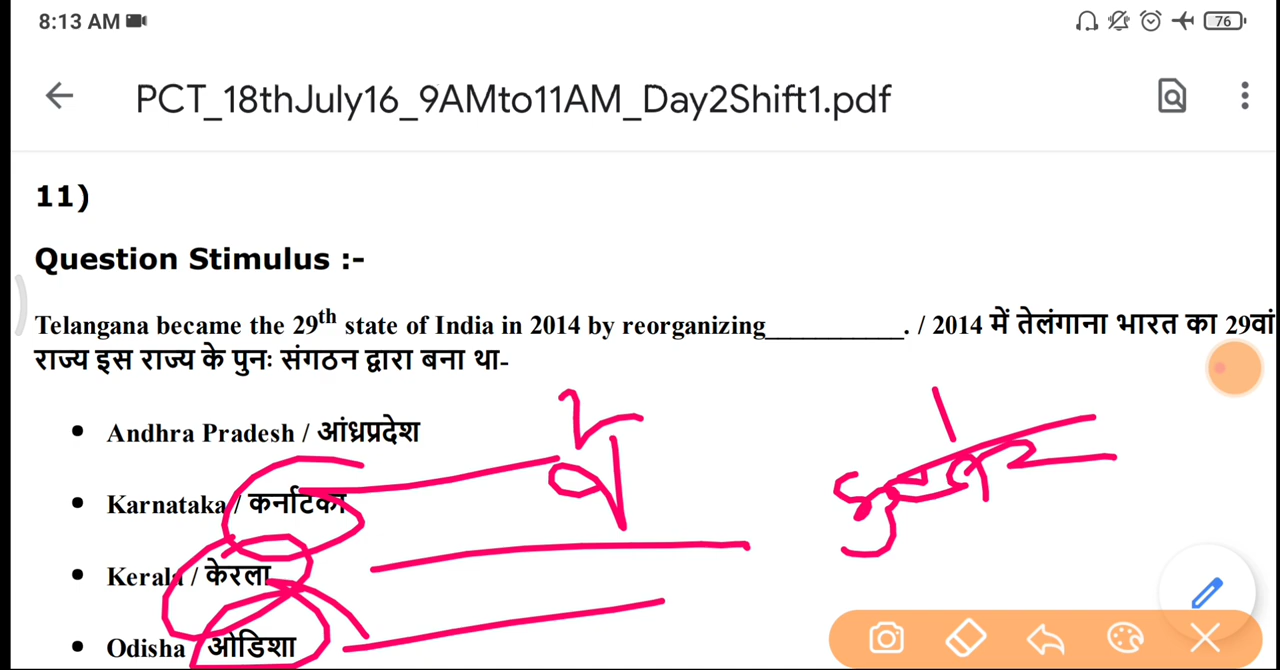 8:13 AM
76
PCT_18thJuly16_9AMto11AM_Day2Shift1.pdf
11)
Question Stimulus :-
Telangana became the 29th state of India in 2014 by reorganizing___________. / 2014 में तेलंगाना भारत का 29वां
राज्य इस राज्य के पुनः संगठन द्वारा बना था-
• Andhra Pradesh / आंध्रप्रदेश
• Karnataka / कर्नाटका
• Kerala / केरला
• Odisha / ओडिशा